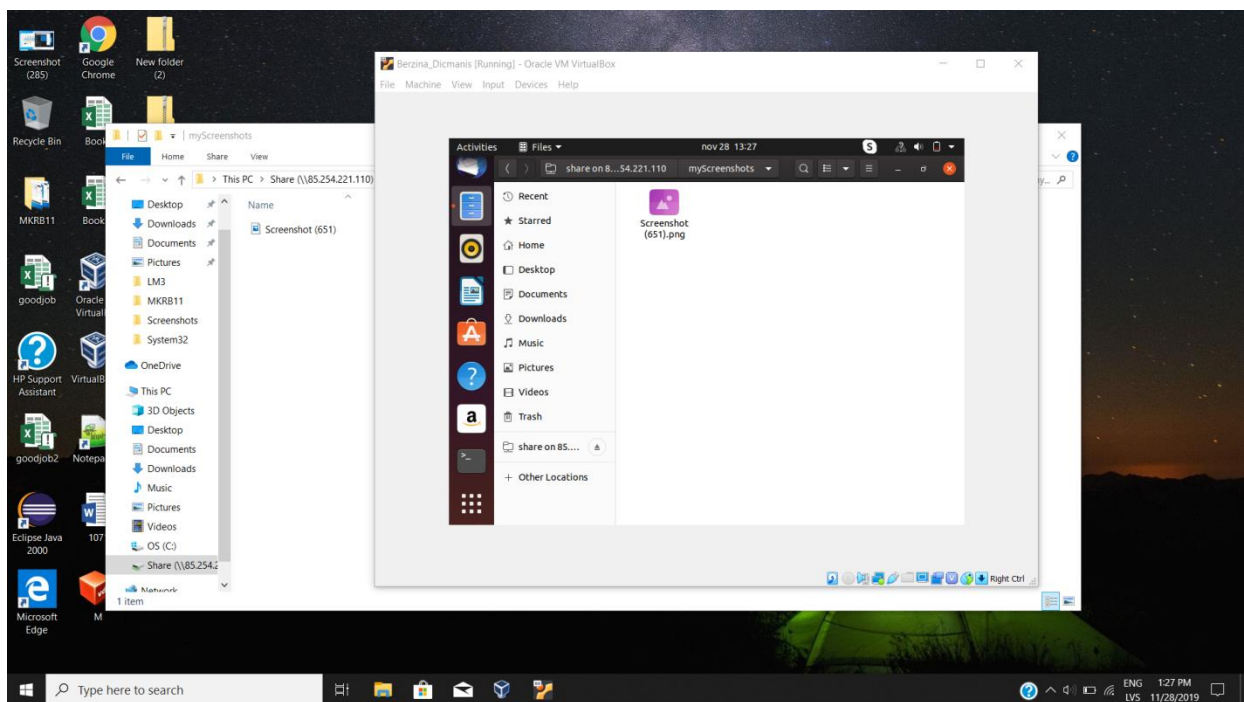 Screenshot
(285)
Google
Chrome
New folder
(2)
Recycle Bin
Book
MKRB11
Book
goodjob
Oracle
Virtual
HP Support
Assistant
VirtualB
goodjob2
Notepa
Eclipse Java
2000
107
Microsoft
Edge
M
myScreenshots
File Home Share View
This PC > Share (\\85.254.221.110)
Desktop
Downloads
Documents
Pictures
LM3
MKRB11
Screenshots
System32
OneDrive
This PC
3D Objects
Desktop
Documents
Downloads
Music
Pictures
Videos
OS (C:)
Share (\\85.254.2
Network
1 item
Name
Screenshot (651)
Berzina_Dicmanis [Running] - Oracle VM VirtualBox
File Machine View Input Devices Help
Activities Files nov 28 13:27
share on 8...54.221.110 myScreenshots
Recent
Starred
Home
Desktop
Documents
Downloads
Music
Pictures
Videos
Trash
share on 85....
+ Other Locations
Screenshot
(651).png
Right Ctrl
Type here to search
ENG 1:27 PM
LVS 11/28/2019